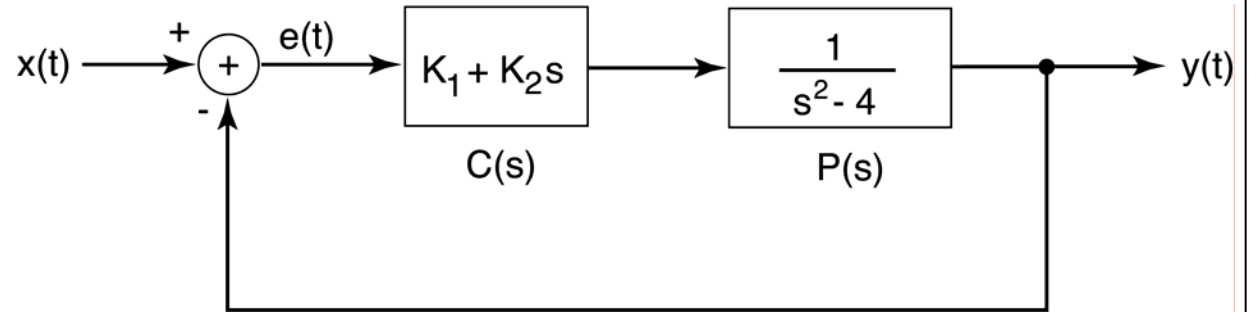 +
x(t)
+
e(t)
-
K₁ + K₂s
C(s)
1
s² - 4
P(s)
y(t)